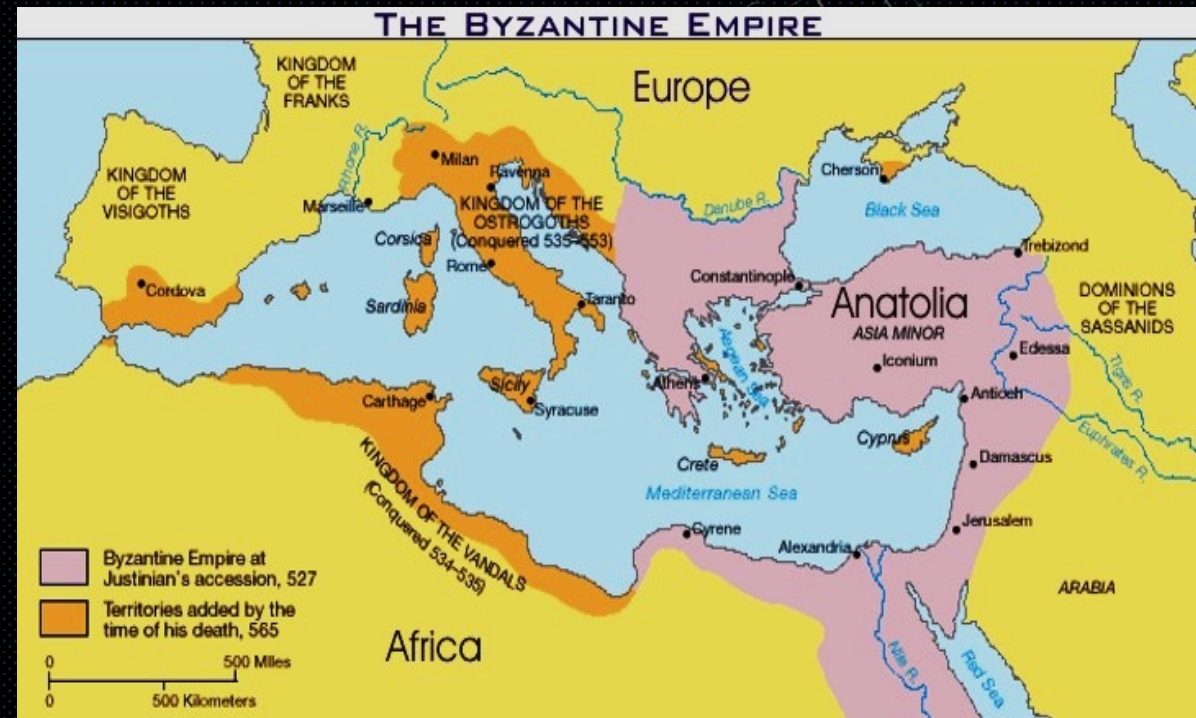 THE BYZANTINE EMPIRE
KINGDOM
OF THE
FRANKS
Europe
KINGDOM
OF THE
VISIGOTHS
Rhone R.
Milan
Ravenna
Marseille
KINGDOM OF THE
OSTROGOTHS
(Conquered 535–553)
Danube R.
Cherson
Black Sea
Corsica
Rome
Constantinople
Trebizond
Cordova
Sardinia
Taranto
Anatolia
ASIA MINOR
DOMINIONS
OF THE
SASSANIDS
Aegean Sea
Iconium
Edessa
Tigris R.
Carthage
Sicily
Syracuse
Athens
Antioch
Euphrates R.
Crete
Cyprus
Damascus
Mediterranean Sea
KINGDOM OF THE VANDALS
(Conquered 534–535)
Cyrene
Alexandria
Jerusalem
ARABIA
Byzantine Empire at
Justinian's accession, 527
Territories added by the
time of his death, 565
Africa
Nile R.
Red Sea
0 500 Miles
0 500 Kilometers